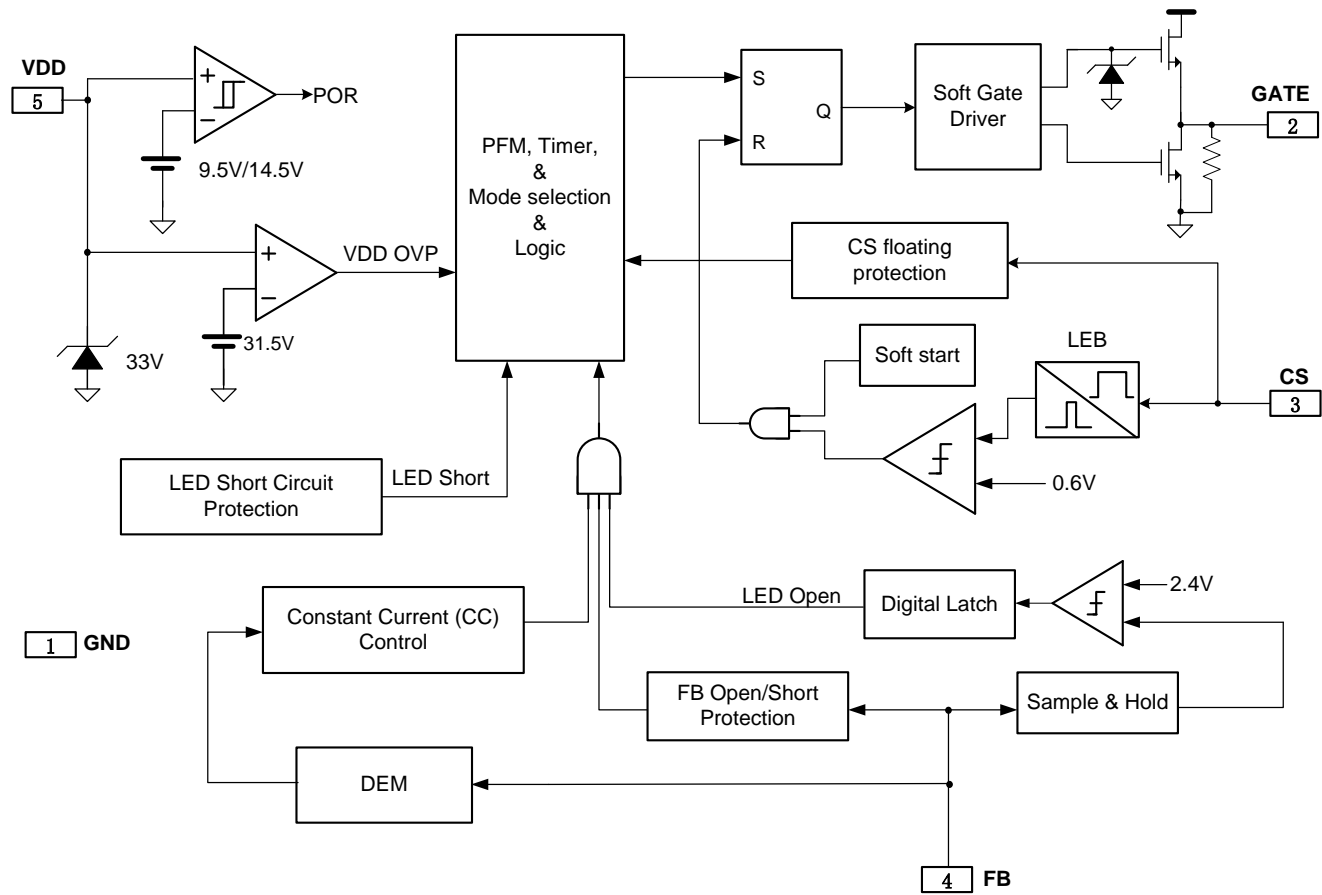 VDD
5
POR
9.5V/14.5V
VDD OVP
31.5V
33V
PFM, Timer,
&
Mode selection
&
Logic
S
R
Q
Soft Gate
Driver
GATE
2
CS floating
protection
Soft start
LEB
CS
3
0.6V
LED Short Circuit
Protection
LED Short
Constant Current (CC)
Control
LED Open
Digital Latch
2.4V
1
GND
FB Open/Short
Protection
Sample & Hold
DEM
4
FB